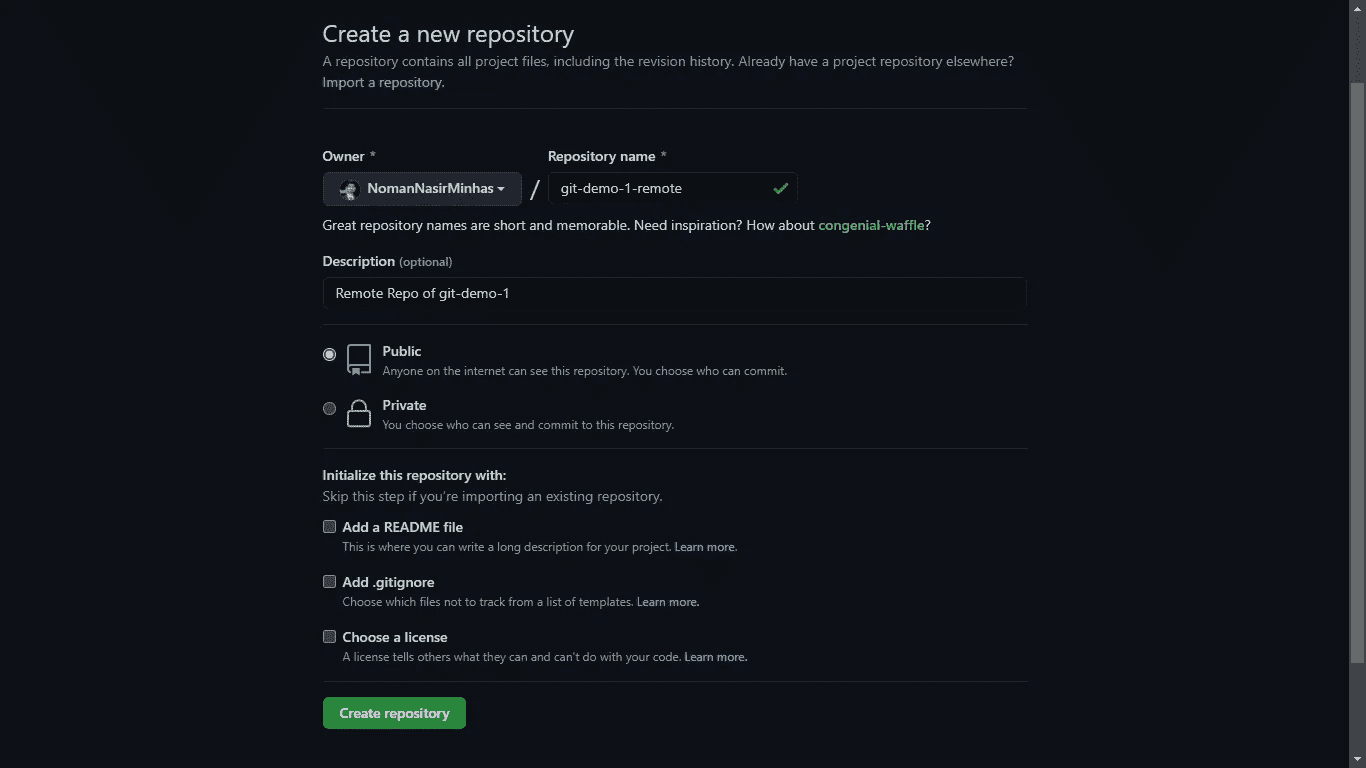 Create a new repository
A repository contains all project files, including the revision history. Already have a project repository elsewhere?
Import a repository.
Owner *
Repository name *
NomanNasirMinhas / git-demo-1-remote
Great repository names are short and memorable. Need inspiration? How about congenial-waffle?
Description (optional)
Remote Repo of git-demo-1
Public
Anyone on the internet can see this repository. You choose who can commit.
Private
You choose who can see and commit to this repository.
Initialize this repository with:
Skip this step if you're importing an existing repository.
Add a README file
This is where you can write a long description for your project. Learn more.
Add .gitignore
Choose which files not to track from a list of templates. Learn more.
Choose a license
A license tells others what they can and can't do with your code. Learn more.
Create repository